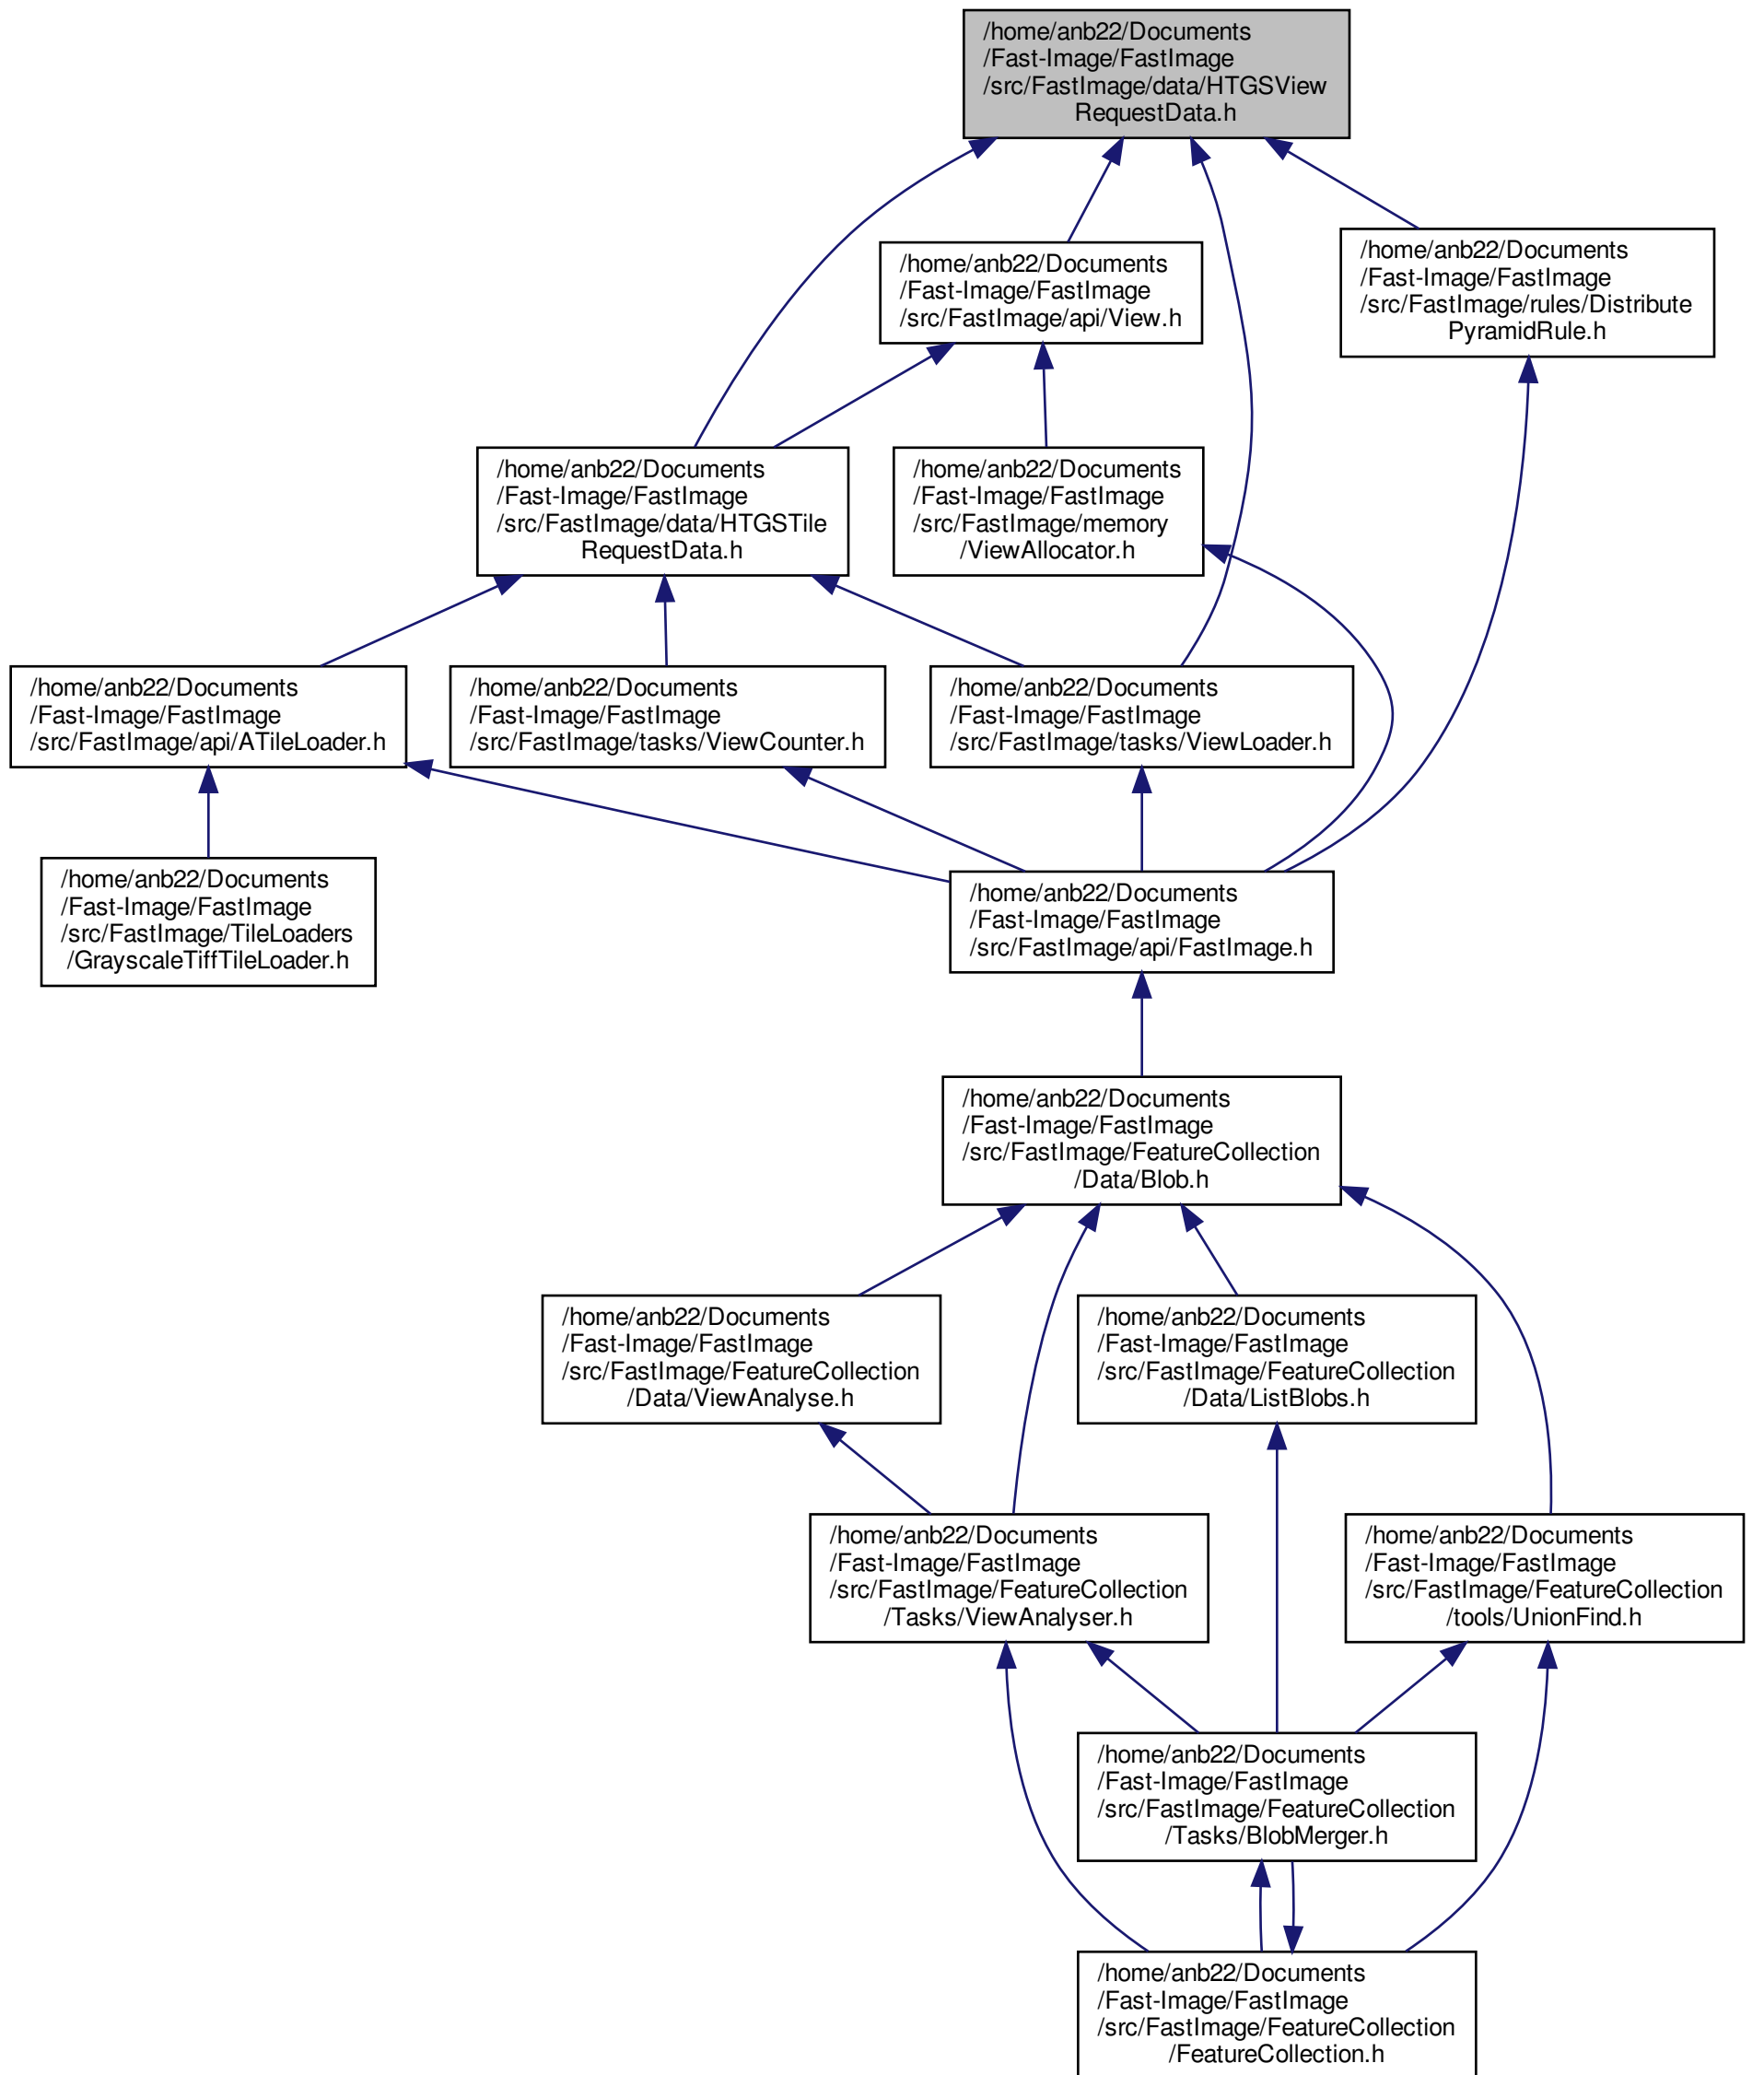 /home/anb22/Documents
/Fast-Image/FastImage
/src/FastImage/data/HTGSView
RequestData.h
/home/anb22/Documents
/Fast-Image/FastImage
/src/FastImage/api/View.h
/home/anb22/Documents
/Fast-Image/FastImage
/src/FastImage/rules/Distribute
PyramidRule.h
/home/anb22/Documents
/Fast-Image/FastImage
/src/FastImage/data/HTGSTile
RequestData.h
/home/anb22/Documents
/Fast-Image/FastImage
/src/FastImage/memory
/ViewAllocator.h
/home/anb22/Documents
/Fast-Image/FastImage
/src/FastImage/api/ATileLoader.h
/home/anb22/Documents
/Fast-Image/FastImage
/src/FastImage/tasks/ViewCounter.h
/home/anb22/Documents
/Fast-Image/FastImage
/src/FastImage/tasks/ViewLoader.h
/home/anb22/Documents
/Fast-Image/FastImage
/src/FastImage/TileLoaders
/GrayscaleTiffTileLoader.h
/home/anb22/Documents
/Fast-Image/FastImage
/src/FastImage/api/FastImage.h
/home/anb22/Documents
/Fast-Image/FastImage
/src/FastImage/FeatureCollection
/Data/Blob.h
/home/anb22/Documents
/Fast-Image/FastImage
/src/FastImage/FeatureCollection
/Data/ViewAnalyse.h
/home/anb22/Documents
/Fast-Image/FastImage
/src/FastImage/FeatureCollection
/Data/ListBlobs.h
/home/anb22/Documents
/Fast-Image/FastImage
/src/FastImage/FeatureCollection
/Tasks/ViewAnalyser.h
/home/anb22/Documents
/Fast-Image/FastImage
/src/FastImage/FeatureCollection
/tools/UnionFind.h
/home/anb22/Documents
/Fast-Image/FastImage
/src/FastImage/FeatureCollection
/Tasks/BlobMerger.h
/home/anb22/Documents
/Fast-Image/FastImage
/src/FastImage/FeatureCollection
/FeatureCollection.h